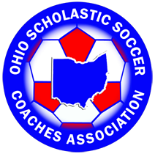 OHIO SCHOLASTIC SOCCER
COACHES ASSOCIATION